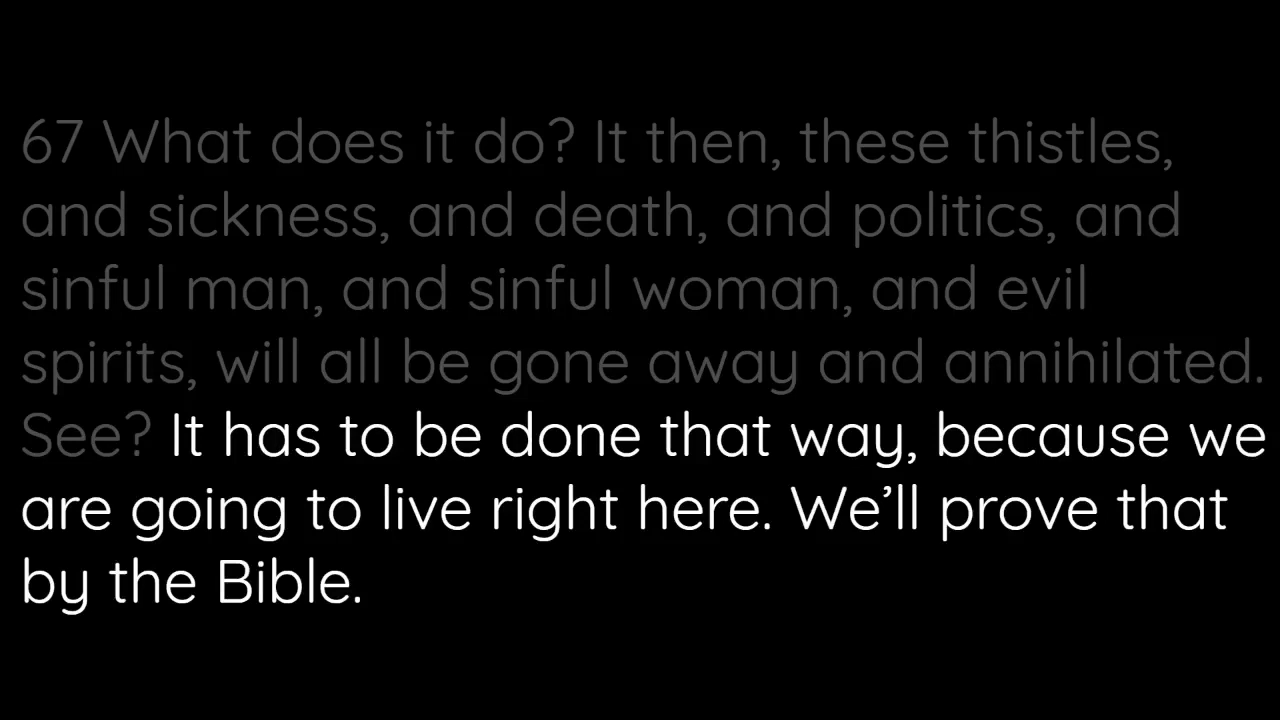 67 What does it do? It then, these thistles,
and sickness, and death, and politics, and
sinful man, and sinful woman, and evil
spirits, will all be gone away and annihilated.
See? It has to be done that way, because we
are going to live right here. We’ll prove that
by the Bible.